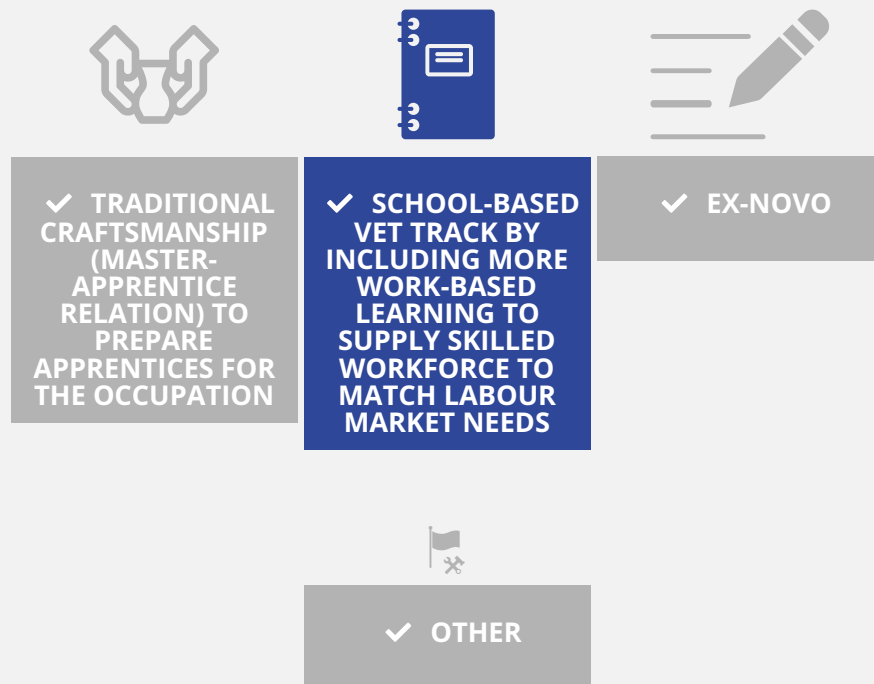 TRADITIONAL
CRAFTSMANSHIP
(MASTER-
APPRENTICE
RELATION) TO
PREPARE
APPRENTICES FOR
THE OCCUPATION
SCHOOL-BASED
VET TRACK BY
INCLUDING MORE
WORK-BASED
LEARNING TO
SUPPLY SKILLED
WORKFORCE TO
MATCH LABOUR
MARKET NEEDS
EX-NOVO
OTHER